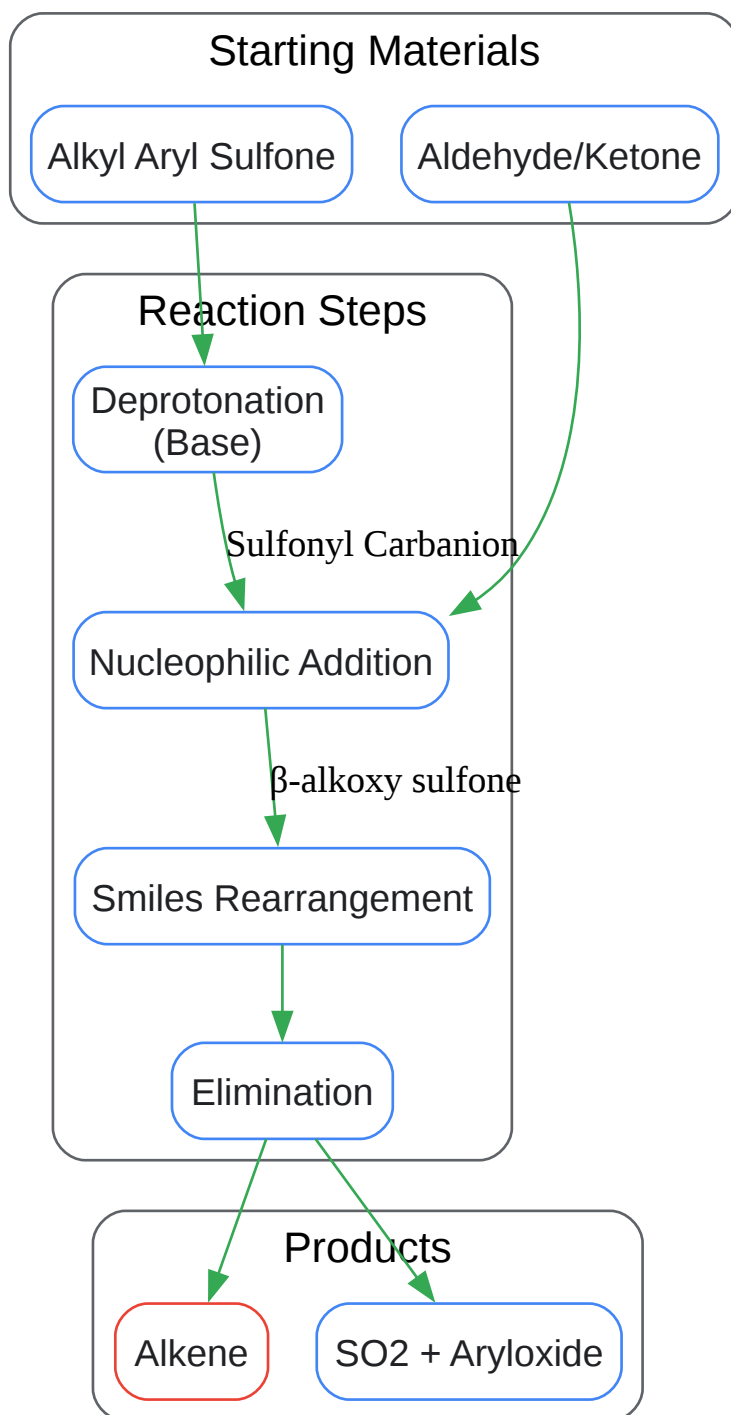 Starting Materials
Alkyl Aryl Sulfone
Aldehyde/Ketone
Reaction Steps
Deprotonation
(Base)
Sulfonyl Carbanion
Nucleophilic Addition
β-alkoxy sulfone
Smiles Rearrangement
Elimination
Products
Alkene
SO2 + Aryloxide